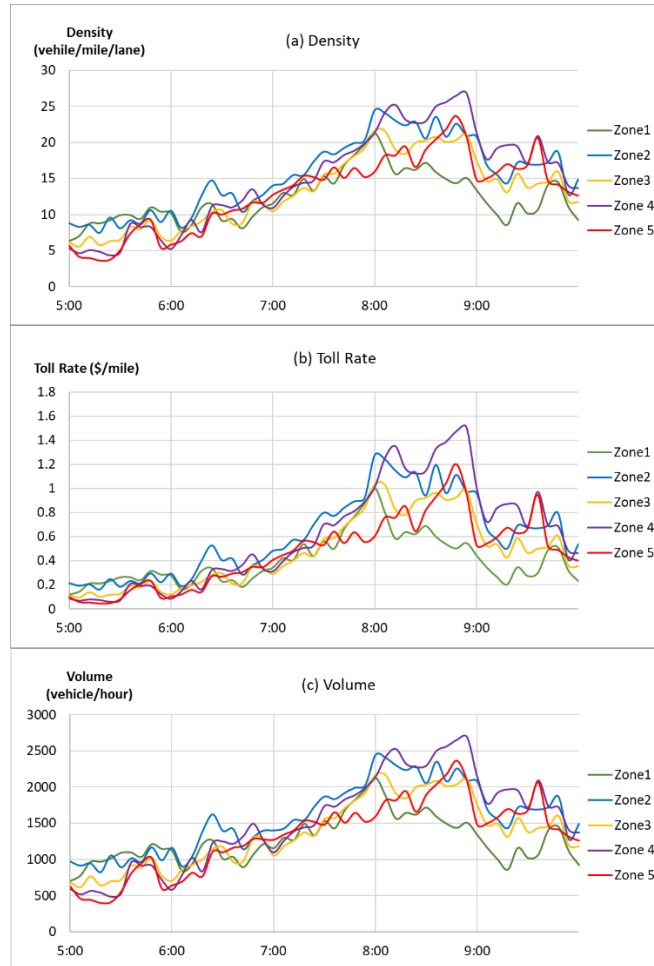 Density
(vehile/mile/lane)
(a) Density
30
25
20
15
10
5
0
5:00 6:00 7:00 8:00 9:00
Zone1
Zone2
Zone3
Zone 4
Zone 5
(b) Toll Rate
Toll Rate ($/mile)
1.8
1.6
1.4
1.2
1
0.8
0.6
0.4
0.2
0
5:00 6:00 7:00 8:00 9:00
Zone1
Zone2
Zone3
Zone 4
Zone 5
Volume
(vehicle/hour)
(c) Volume
3000
2500
2000
1500
1000
500
0
5:00 6:00 7:00 8:00 9:00
Zone1
Zone2
Zone3
Zone 4
Zone 5